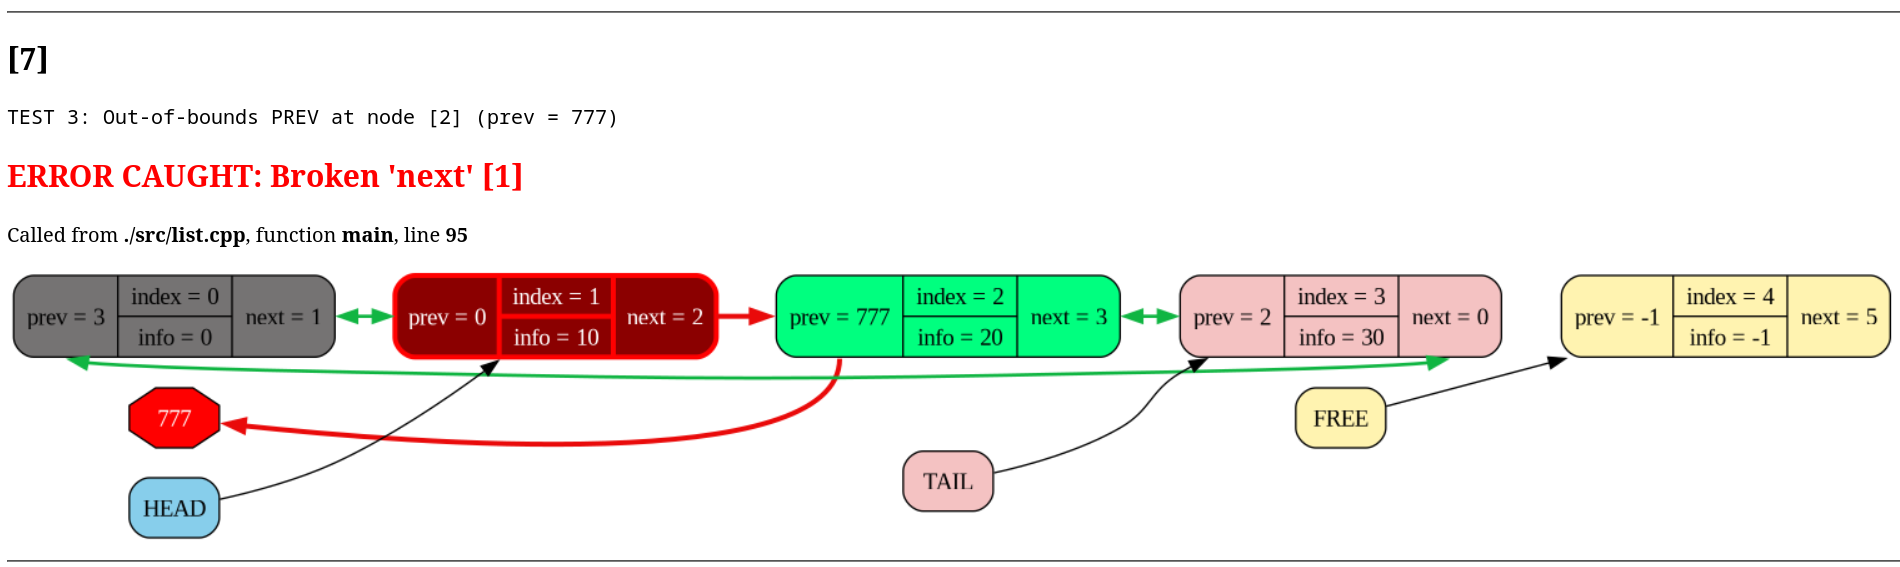 [7]
TEST 3: Out-of-bounds PREV at node [2] (prev = 777)
ERROR CAUGHT: Broken 'next' [1]
Called from ./src/list.cpp, function main, line 95
prev = 3
index = 0
info = 0
next = 1
prev = 0
index = 1
info = 10
next = 2
prev = 777
index = 2
info = 20
next = 3
prev = 2
index = 3
info = 30
next = 0
prev = -1
index = 4
info = -1
next = 5
777
FREE
TAIL
HEAD